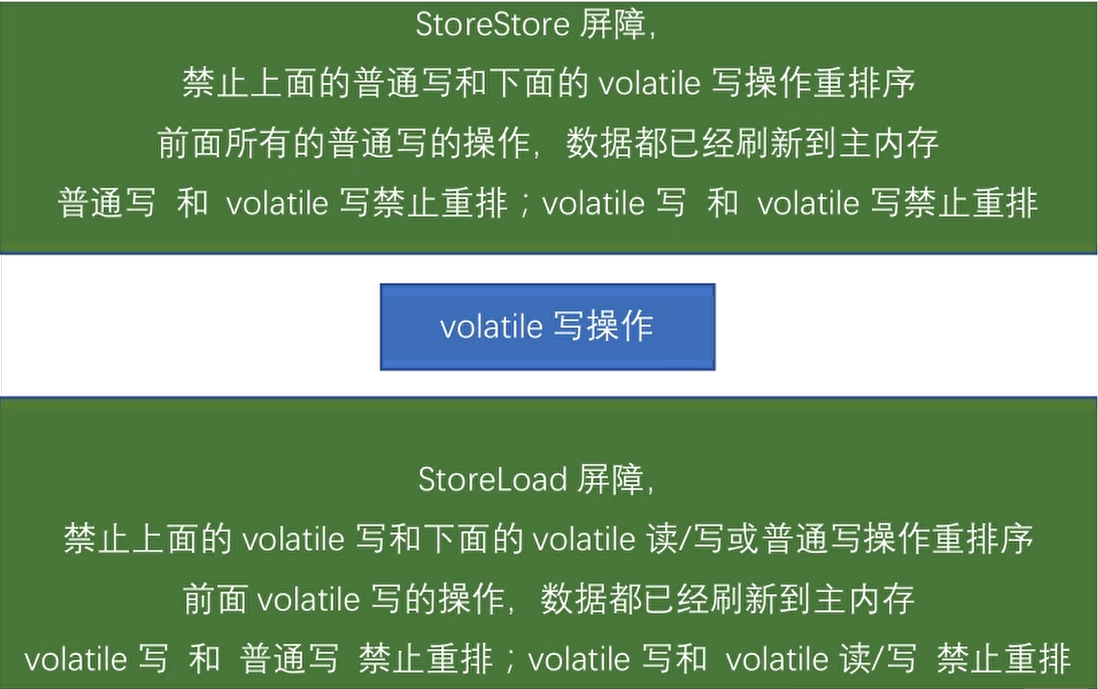 StoreStore 屏障，
禁止上面的普通写和下面的 volatile 写操作重排序
前面所有的普通写的操作，数据都已经刷新到主内存
普通写 和 volatile 写禁止重排；volatile 写 和 volatile 写禁止重排
volatile 写操作
StoreLoad 屏障，
禁止上面的 volatile 写和下面的 volatile 读/写或普通写操作重排序
前面 volatile 写的操作，数据都已经刷新到主内存
volatile 写 和 普通写 禁止重排；volatile 写和 volatile 读/写 禁止重排